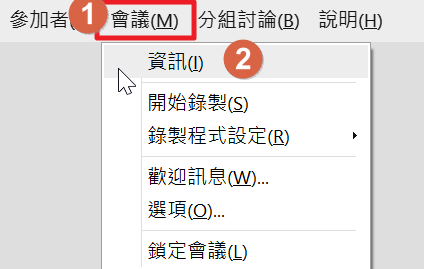 參加者( 1 會議(M) 分組討論(B) 說明(H)
資訊(I) 2
開始錄製(S)
錄製程式設定(R)
歡迎訊息(W)...
選項(O)...
鎖定會議(L)